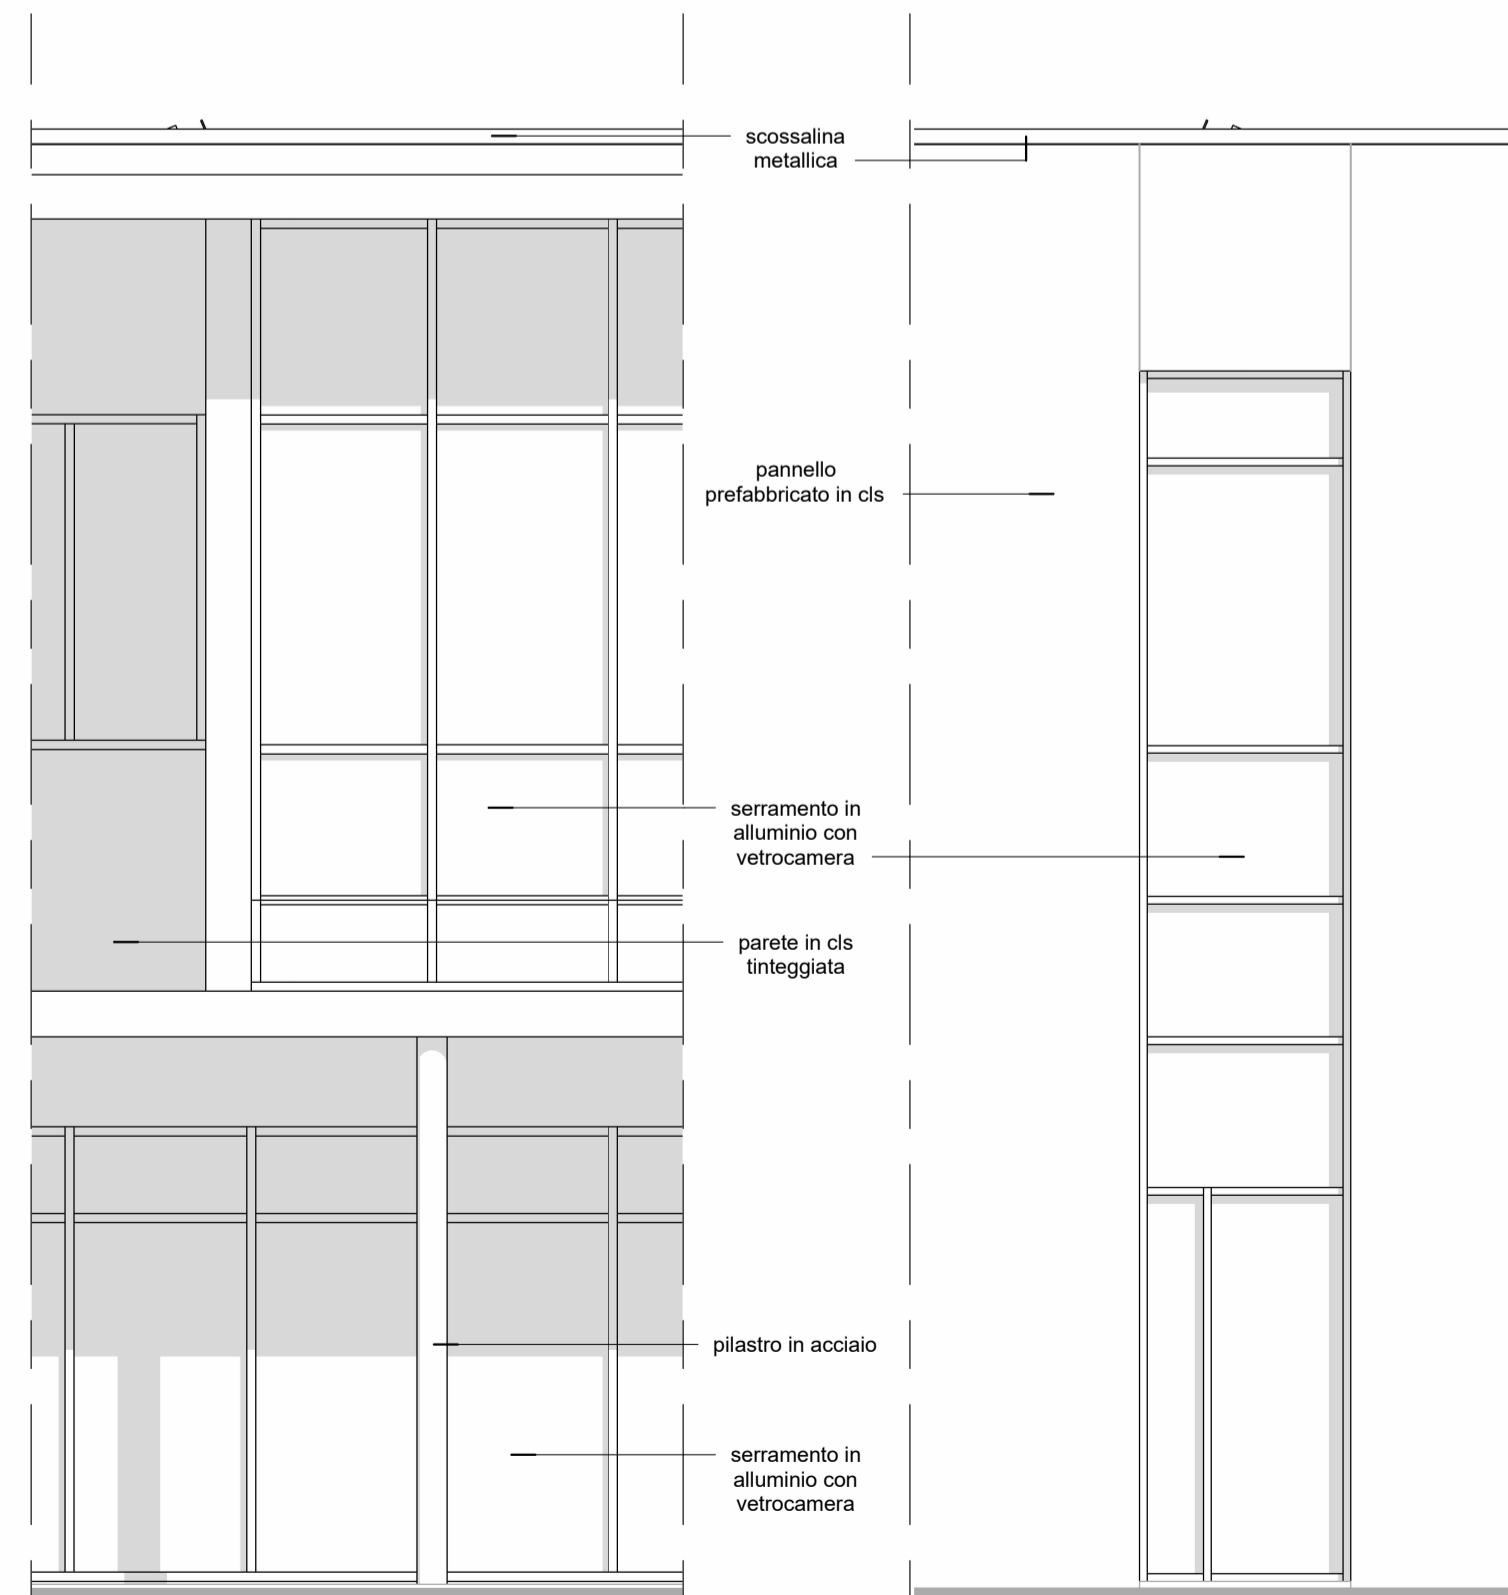 scossalina
metallica
pannello
prefabbricato in cls
serramento in
alluminio con
vetrocamera
parete in cls
tinteggiata
pilastro in acciaio
serramento in
alluminio con
vetrocamera